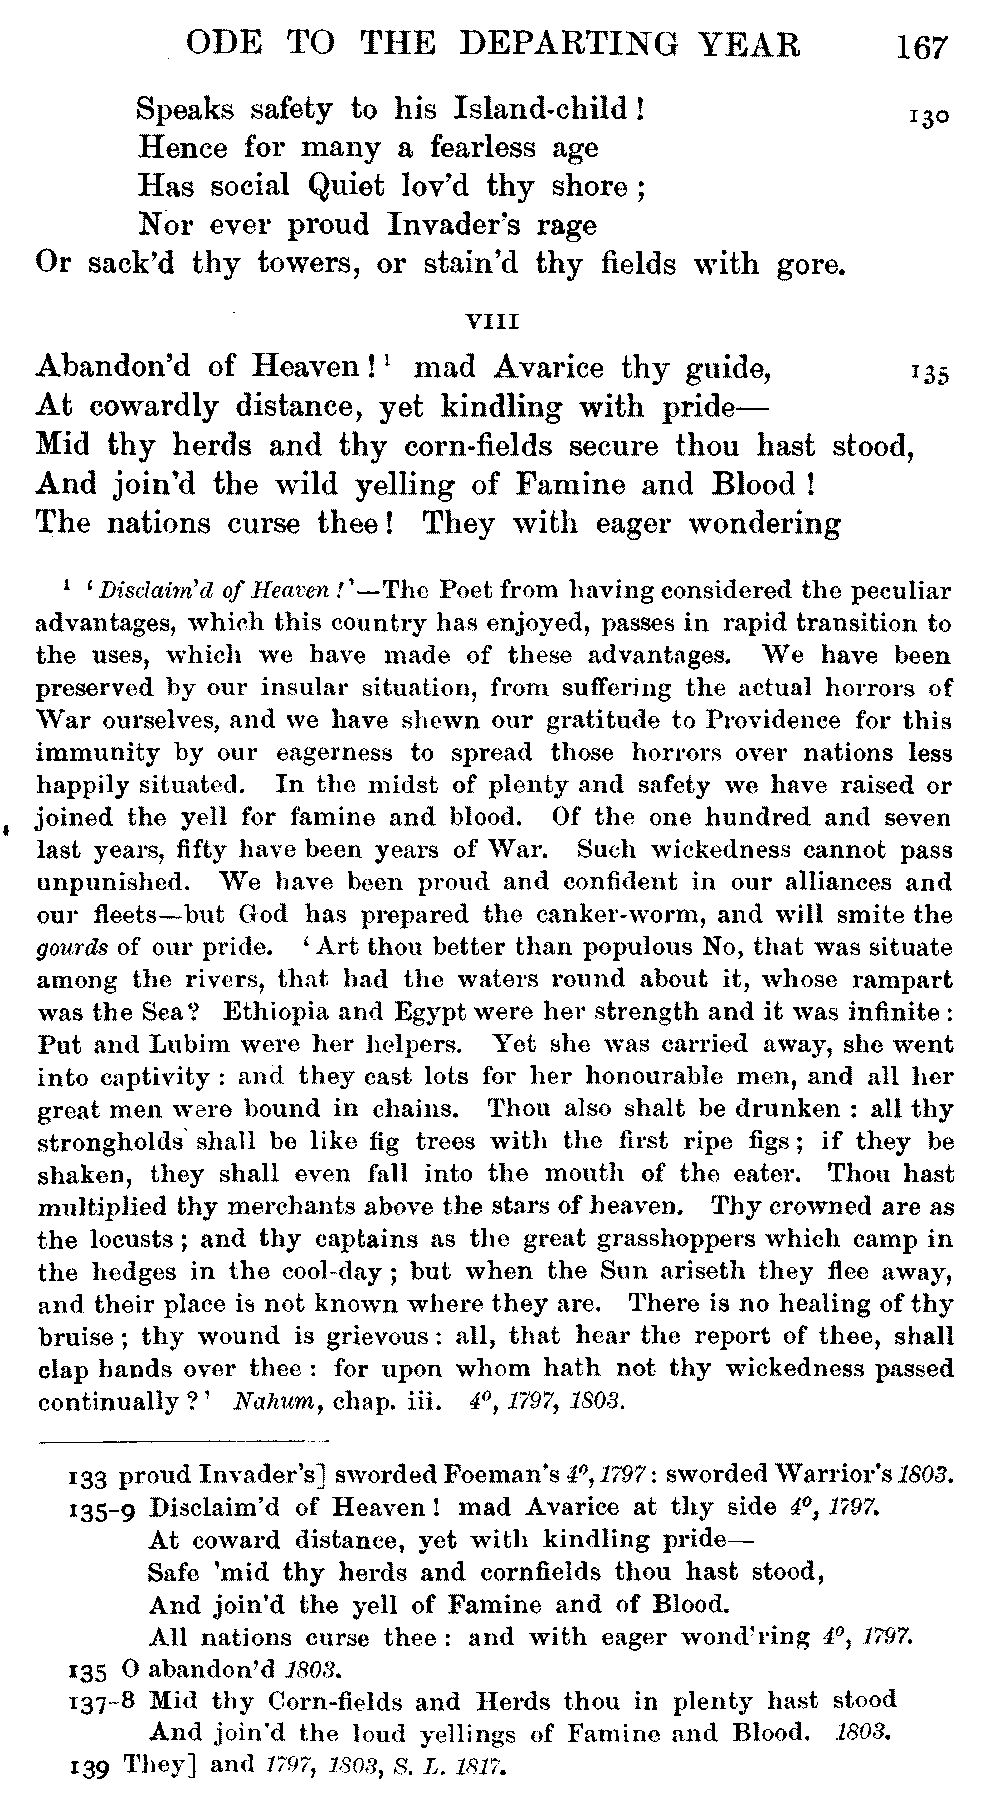 ODE TO THE DEPARTING YEAR 167
Speaks safety to his Island-child ! 130
Hence for many a fearless age
Has social Quiet lov'd thy shore ;
Nor ever proud Invader's rage
Or sack'd thy towers, or stain'd thy fields with gore.
VIII
Abandon'd of Heaven !¹ mad Avarice thy guide, 135
At cowardly distance, yet kindling with pride—
Mid thy herds and thy corn-fields secure thou hast stood,
And join'd the wild yelling of Famine and Blood !
The nations curse thee ! They with eager wondering
¹ 'Disclaim'd of Heaven !'—The Poet from having considered the peculiar
advantages, which this country has enjoyed, passes in rapid transition to
the uses, which we have made of these advantages. We have been
preserved by our insular situation, from suffering the actual horrors of
War ourselves, and we have shewn our gratitude to Providence for this
immunity by our eagerness to spread those horrors over nations less
happily situated. In the midst of plenty and safety we have raised or
joined the yell for famine and blood. Of the one hundred and seven
last years, fifty have been years of War. Such wickedness cannot pass
unpunished. We have been proud and confident in our alliances and
our fleets—but God has prepared the canker-worm, and will smite the
gourds of our pride. 'Art thou better than populous No, that was situate
among the rivers, that had the waters round about it, whose rampart
was the Sea? Ethiopia and Egypt were her strength and it was infinite :
Put and Lubim were her helpers. Yet she was carried away, she went
into captivity : and they cast lots for her honourable men, and all her
great men were bound in chains. Thou also shalt be drunken : all thy
strongholds shall be like fig trees with the first ripe figs ; if they be
shaken, they shall even fall into the mouth of the eater. Thou hast
multiplied thy merchants above the stars of heaven. Thy crowned are as
the locusts ; and thy captains as the great grasshoppers which camp in
the hedges in the cool-day ; but when the Sun ariseth they flee away,
and their place is not known where they are. There is no healing of thy
bruise ; thy wound is grievous : all, that hear the report of thee, shall
clap hands over thee : for upon whom hath not thy wickedness passed
continually ?' Nahum, chap. iii. 4º, 1797, 1803.
133 proud Invader's] sworded Foeman's 4º, 1797 : sworded Warrior's 1803.
135-9 Disclaim'd of Heaven ! mad Avarice at thy side 4º, 1797.
At coward distance, yet with kindling pride—
Safe 'mid thy herds and cornfields thou hast stood,
And join'd the yell of Famine and of Blood.
All nations curse thee : and with eager wond'ring 4º, 1797.
135 O abandon'd 1803.
137-8 Mid thy Corn-fields and Herds thou in plenty hast stood
And join'd the loud yellings of Famine and Blood. 1803.
139 They] and 1797, 1803, S. L. 1817.